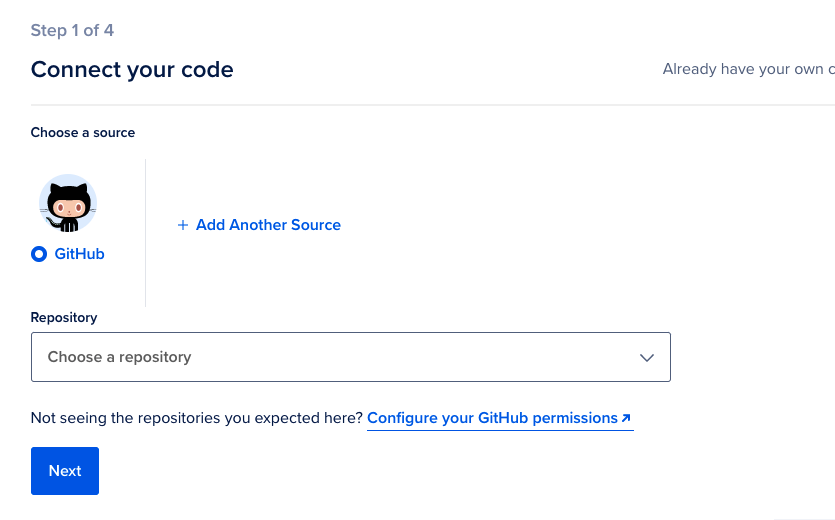 Step 1 of 4
Connect your code
Already have your own
Choose a source
+ Add Another Source
GitHub
Repository
Choose a repository
Not seeing the repositories you expected here? Configure your GitHub permissions↗
Next